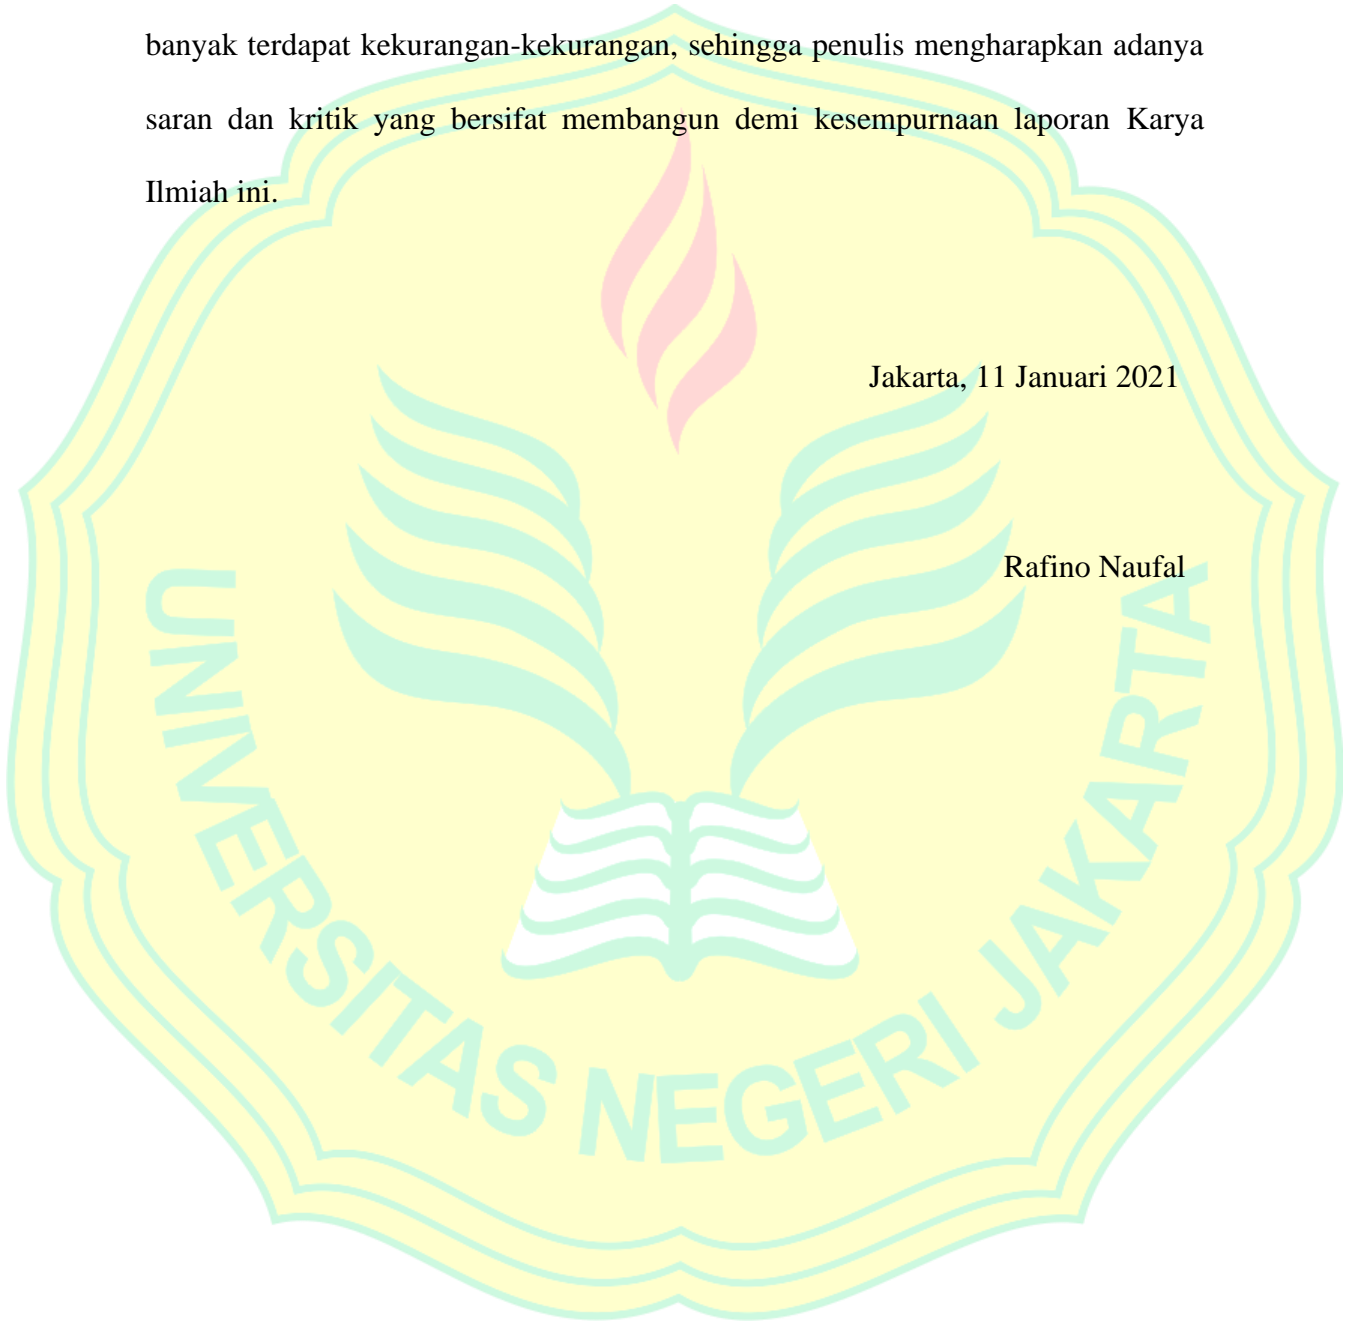 banyak terdapat kekurangan-kekurangan, sehingga penulis mengharapkan adanya
saran dan kritik yang bersifat membangun demi kesempurnaan laporan Karya
Ilmiah ini.
Jakarta, 11 Januari 2021
Rafino Naufal
UNIVERSITAS NEGERI JAKARTA